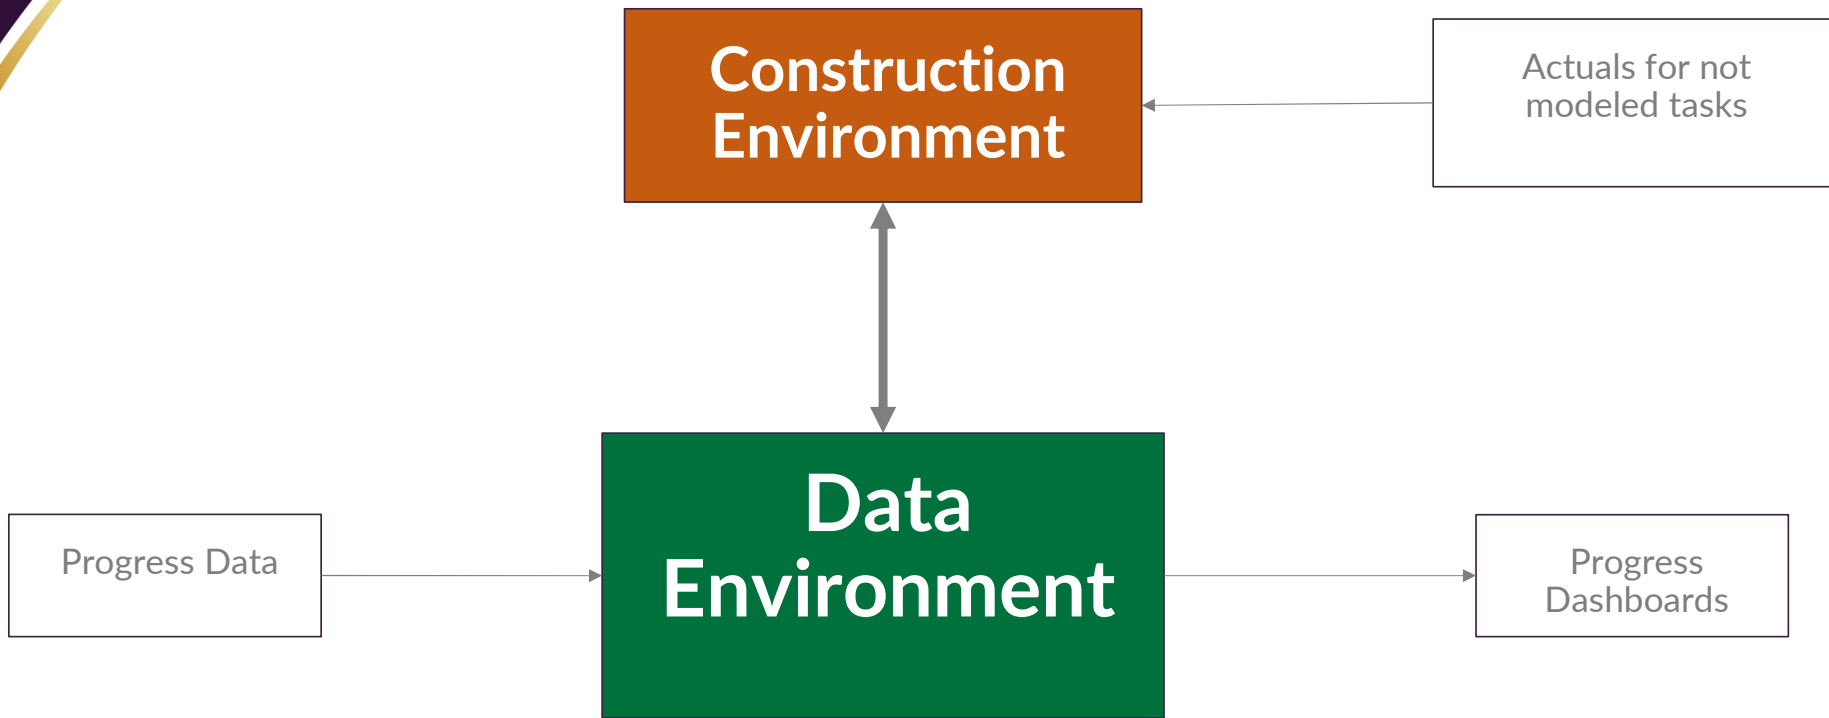 Construction
Environment
Actuals for not
modeled tasks
Data
Environment
Progress Data
Progress
Dashboards